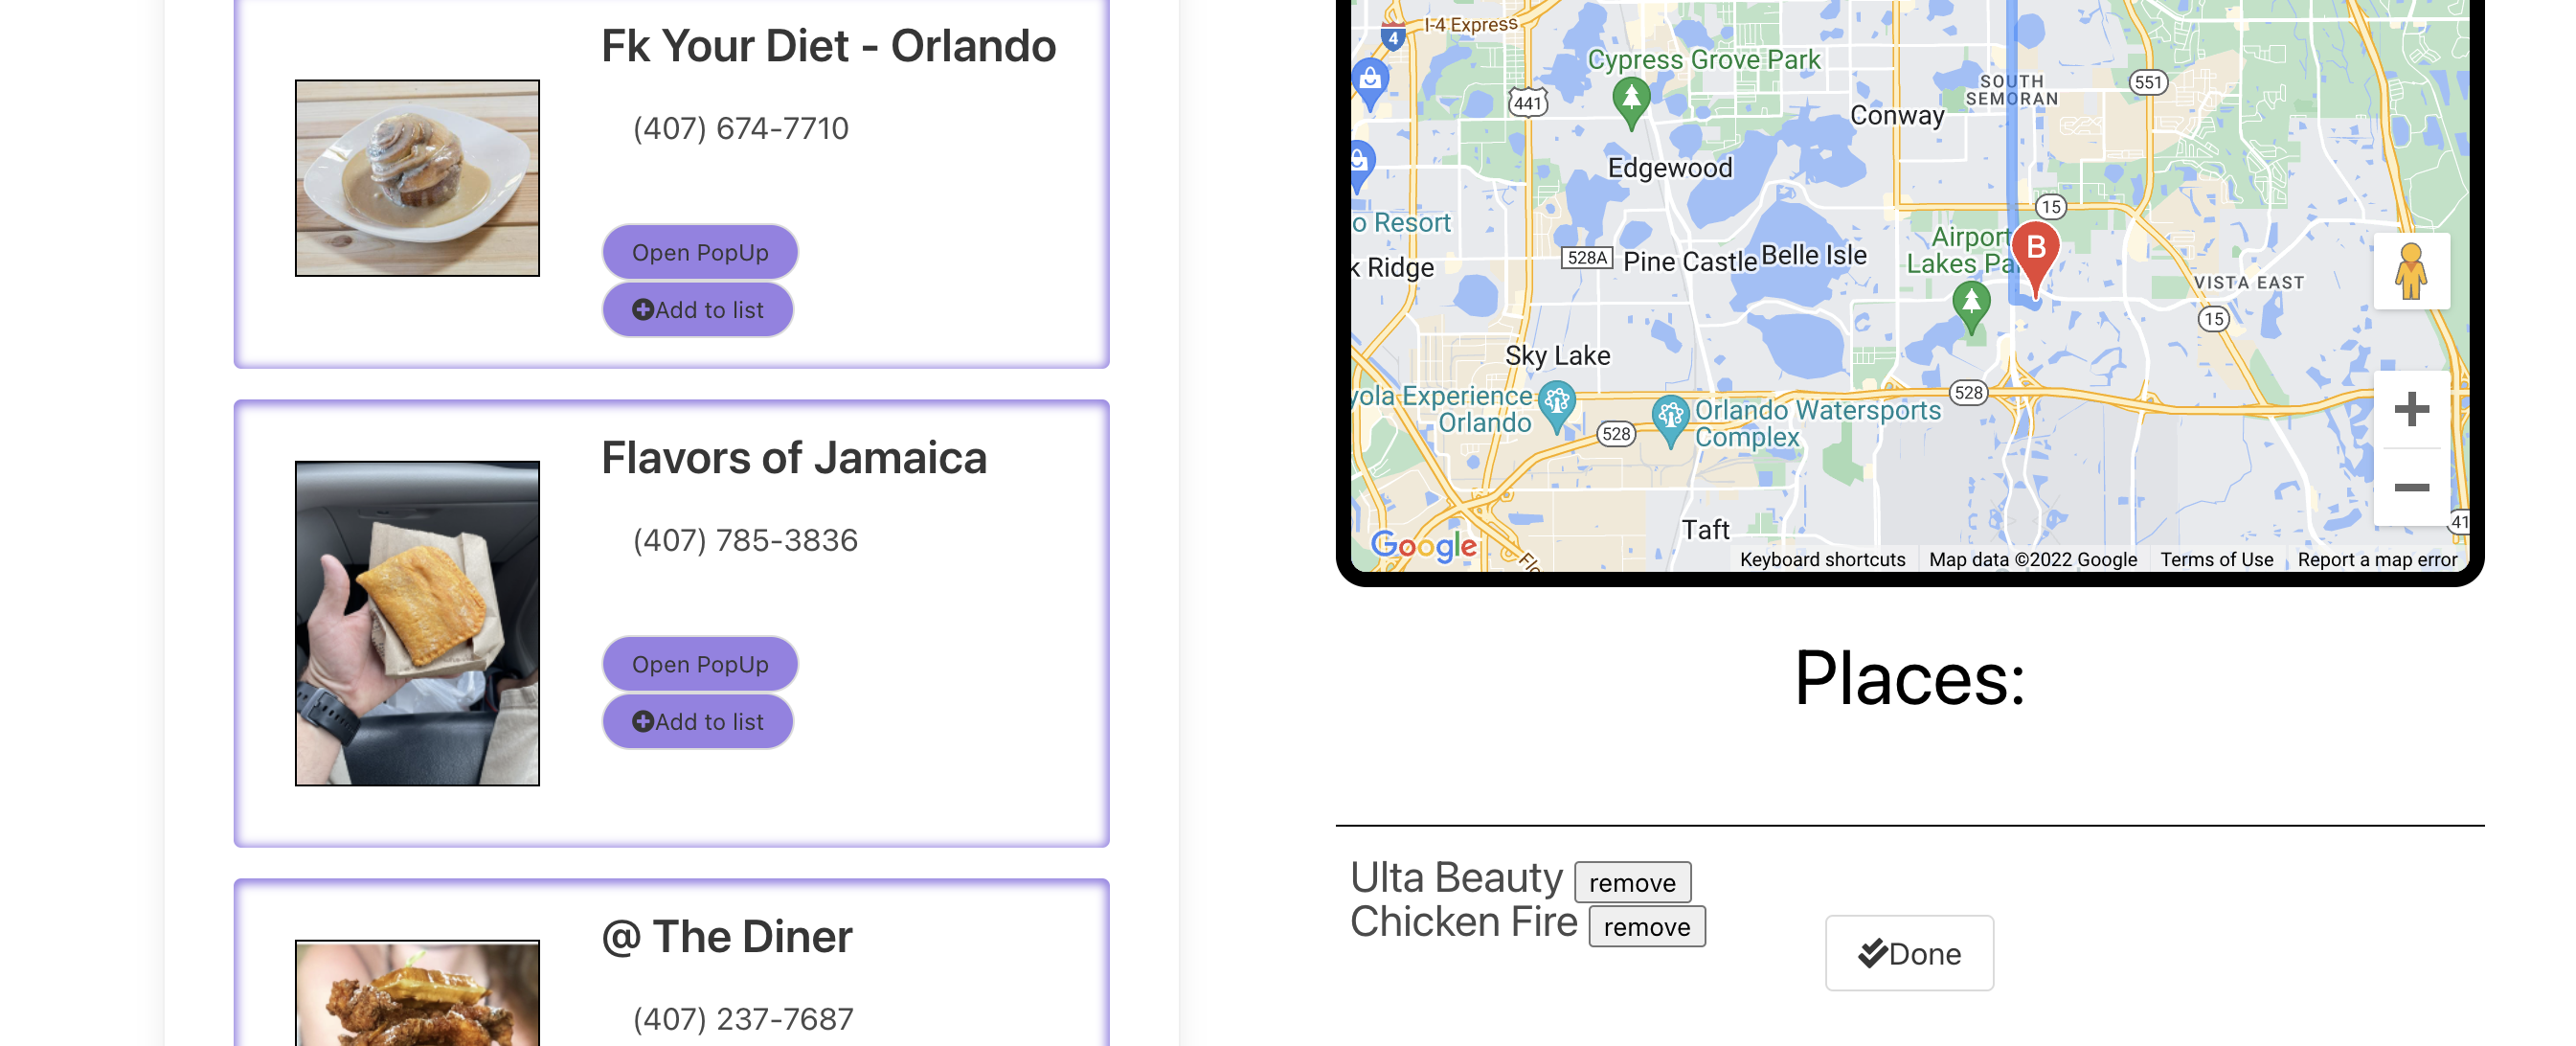 Fk Your Diet - Orlando
(407) 674-7710
Open PopUp
Add to list
Flavors of Jamaica
(407) 785-3836
Open PopUp
Add to list
@ The Diner
(407) 237-7687
I-4 Express
4
Cypress Grove Park
441
Conway
SOUTH
SEMORAN
551
Edgewood
o Resort
15
k Ridge
528A
Pine Castle
Belle Isle
Airport
Lakes Pa
B
VISTA EAST
15
Sky Lake
yola Experience
Orlando
528
Orlando Watersports
Complex
528
Taft
41
Google
Flo
Keyboard shortcuts
Map data ©2022 Google
Terms of Use
Report a map error
Places:
Ulta Beauty remove
Chicken Fire remove
Done